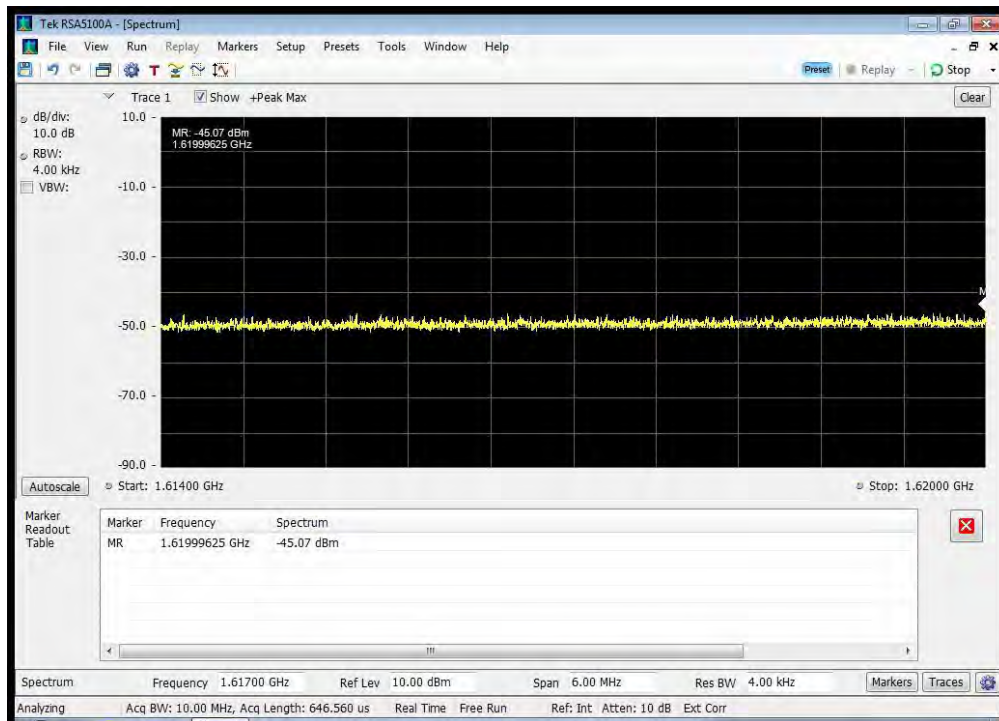 Tek RSA5100A - [Spectrum]
File View Run Replay Markers Setup Presets Tools Window Help
Preset Replay Stop
Trace 1 Show +Peak Max Clear
dB/div: 10.0 dB
RBW: 4.00 kHz
VBW:
10.0
MR: -45.07 dBm
1.61999625 GHz
-10.0
-30.0
M
-50.0
-70.0
-90.0
Autoscale Start: 1.61400 GHz Stop: 1.62000 GHz
Marker Readout Table
Marker Frequency Spectrum
MR 1.61999625 GHz -45.07 dBm
Spectrum Frequency 1.61700 GHz Ref Lev 10.00 dBm Span 6.00 MHz Res BW 4.00 kHz Markers Traces
Analyzing Acq BW: 10.00 MHz, Acq Length: 646.560 us Real Time Free Run Ref: Int Atten: 10 dB Ext Corr